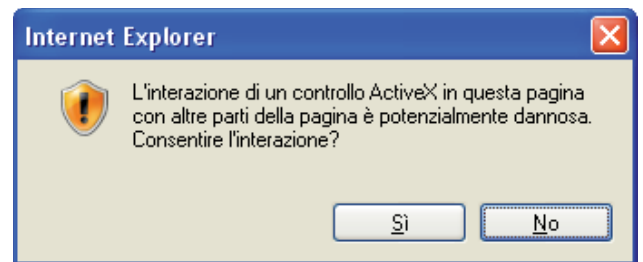 Internet Explorer
L'interazione di un controllo ActiveX in questa pagina
con altre parti della pagina è potenzialmente dannosa.
Consentire l'interazione?
Sì No